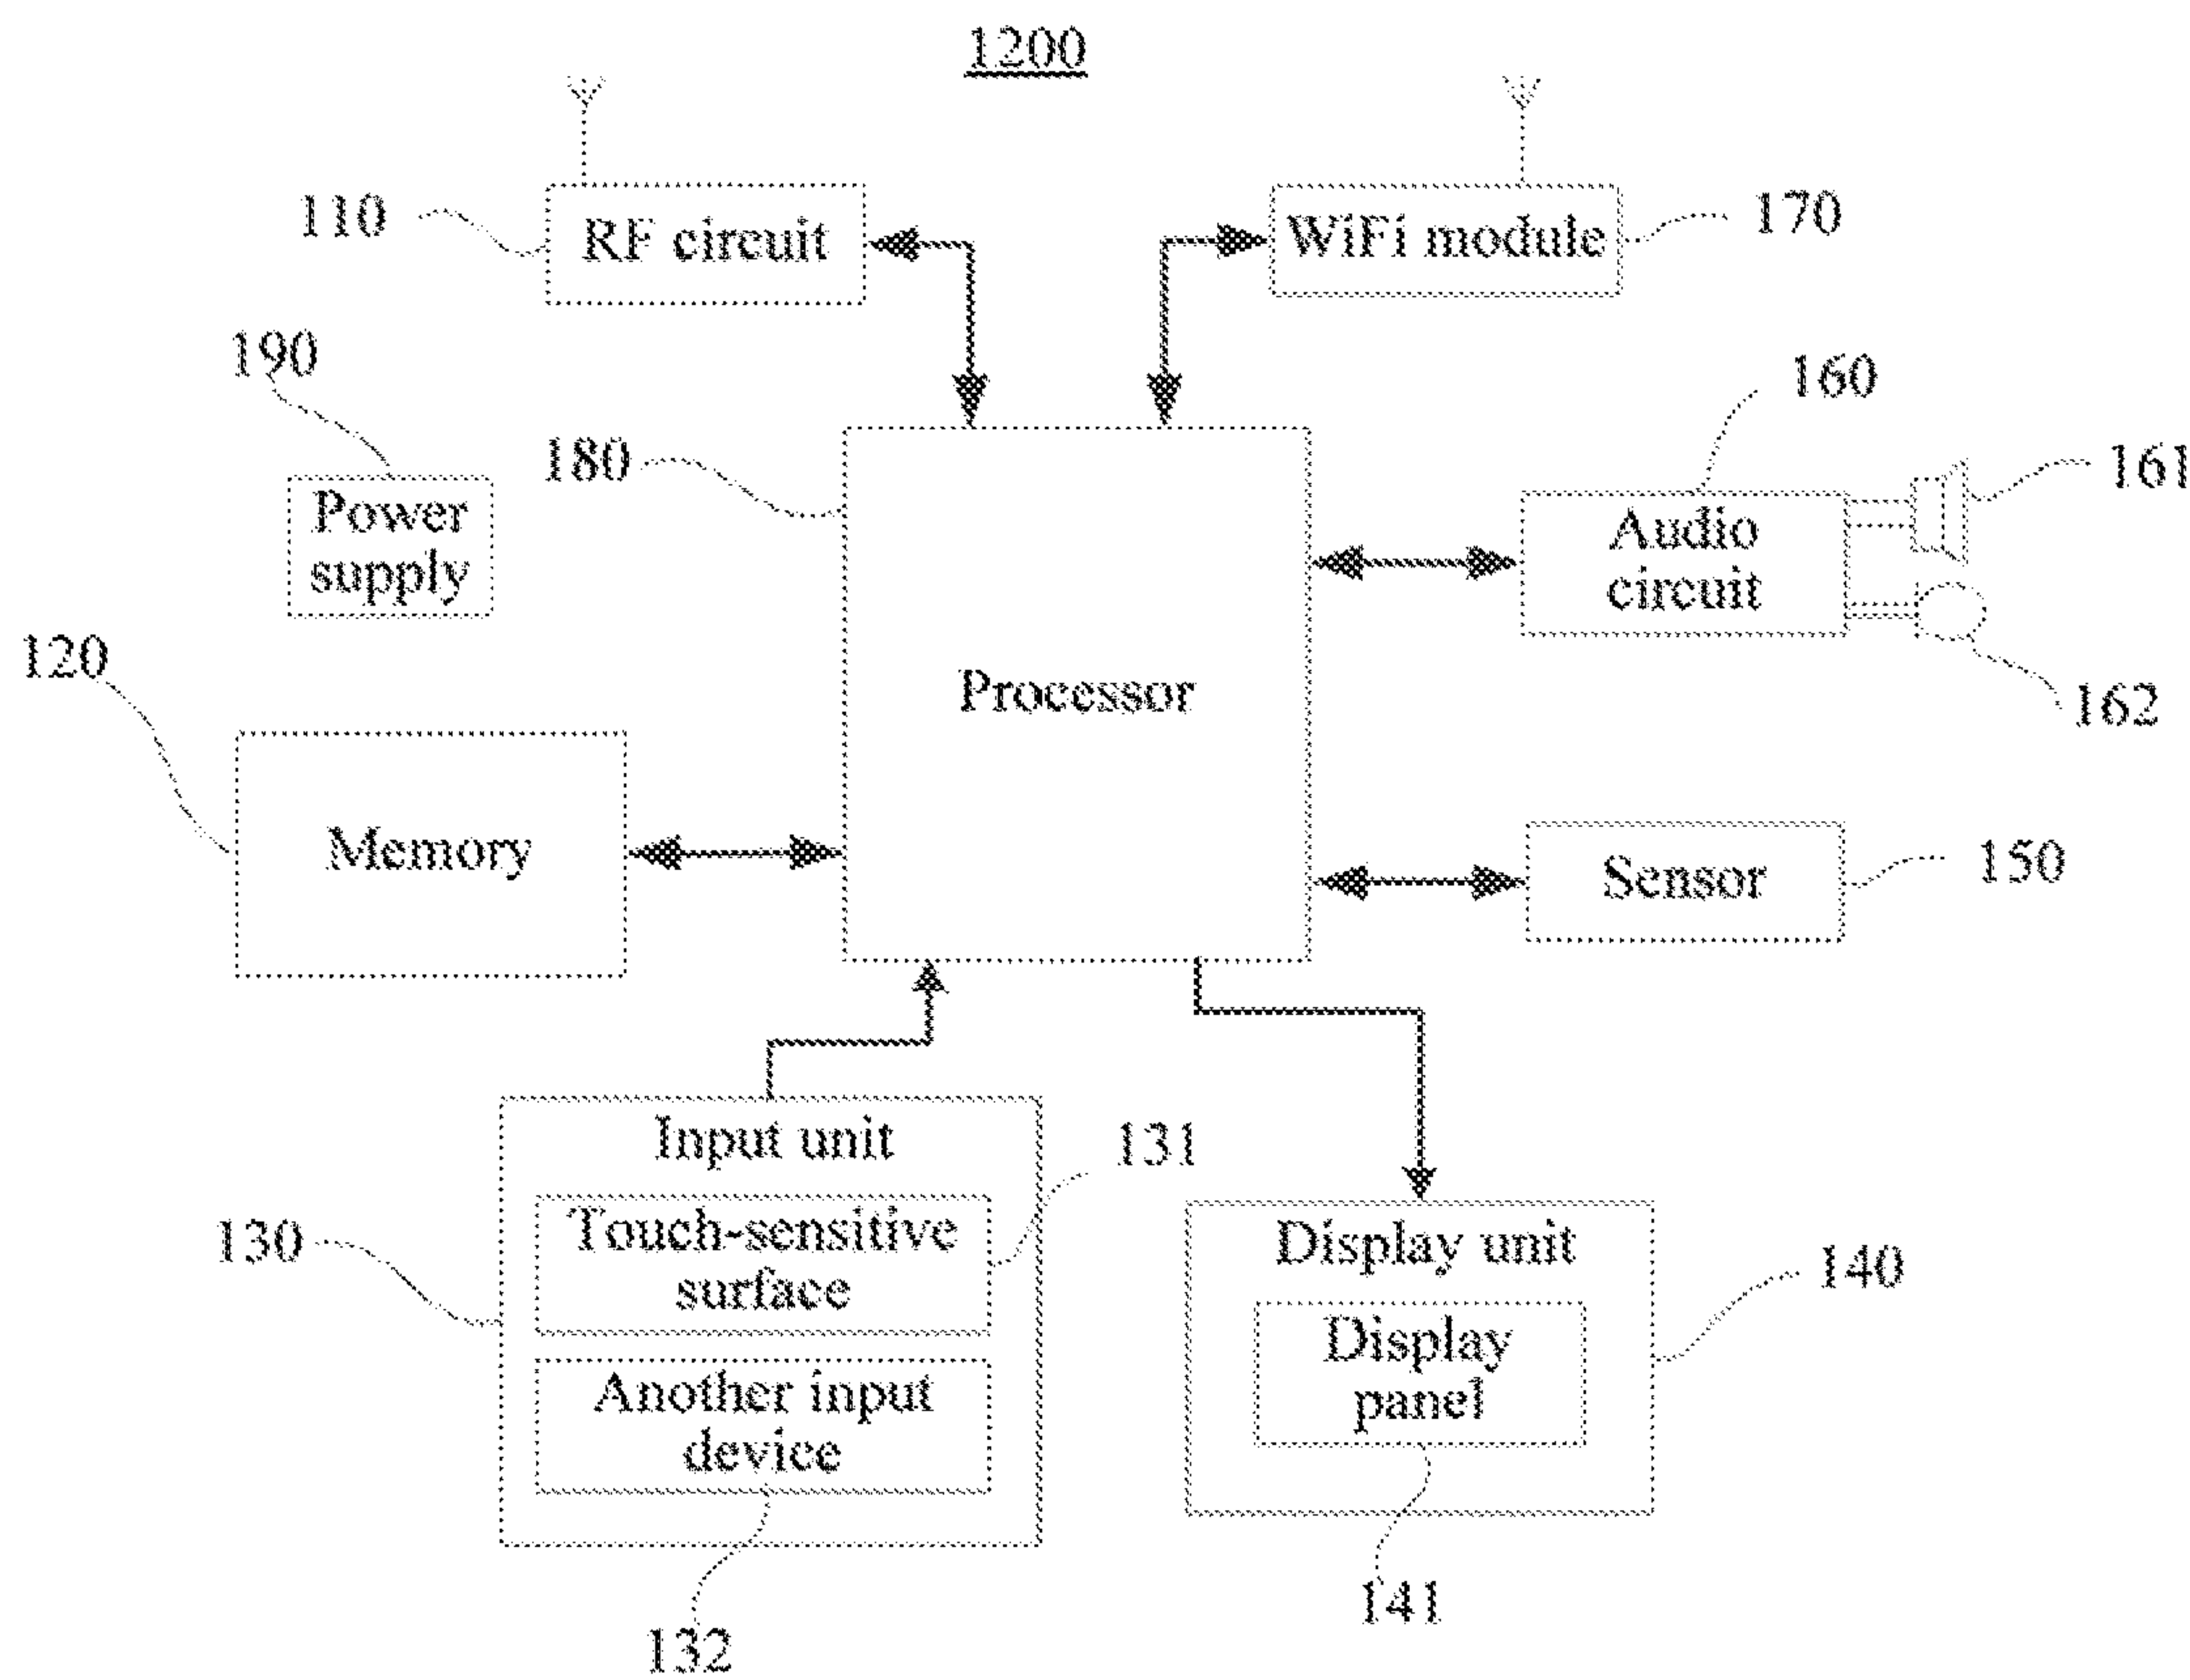 1200
110
RF circuit
WiFi module
170
190
160
180
161
Power
supply
Audio
circuit
120
Processor
162
Memory
Sensor
150
Input unit
131
Touch-sensitive
surface
130
Display unit
140
Another input
device
Display
panel
141
132